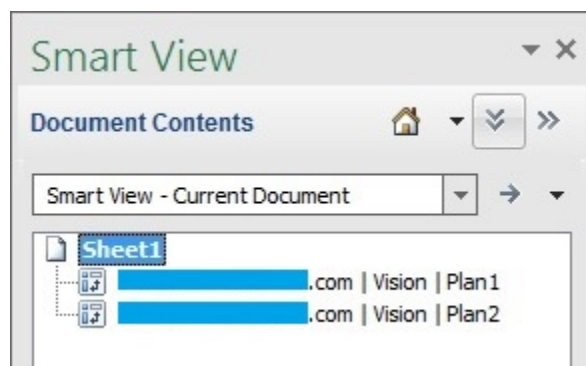 Smart View
Document Contents
Smart View - Current Document
Sheet1
.com | Vision | Plan1
.com | Vision | Plan2